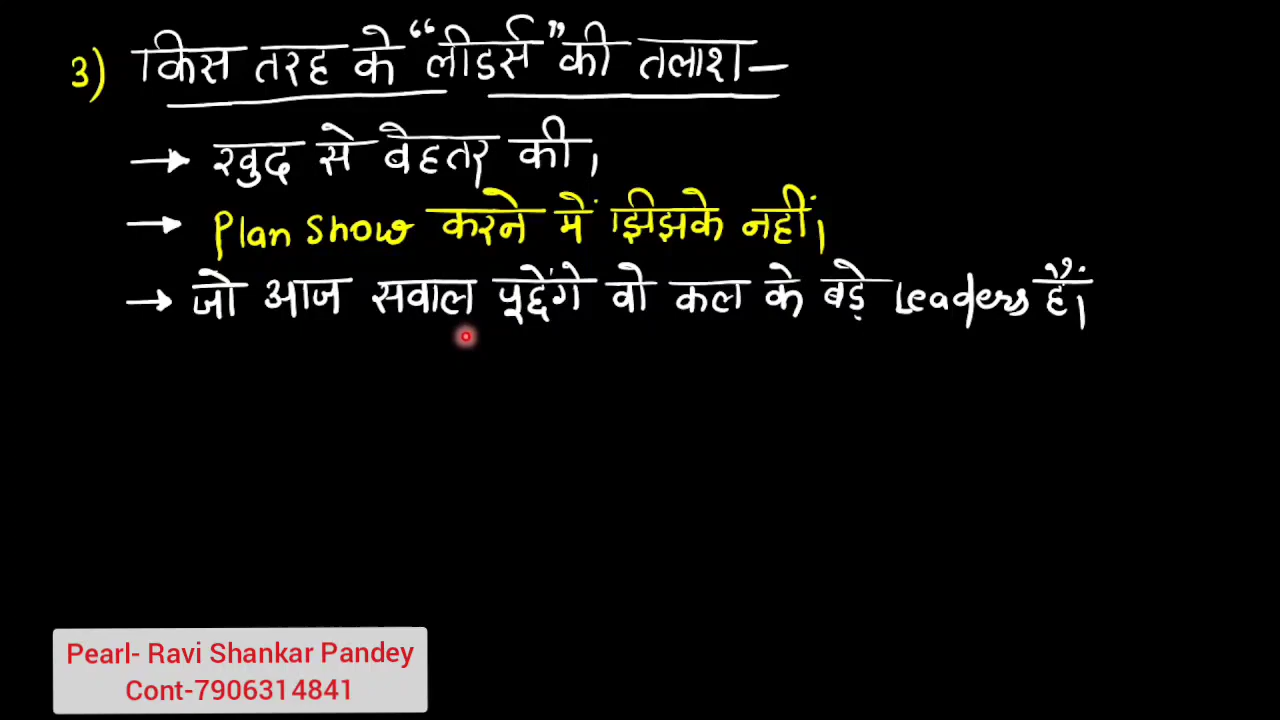 3) किस तरह के “लीडर्स” की तलाश—
→ खुद से बेहतर की।
→ Plan Show करने में झिझके नहीं।
→ जो आज सवाल पूछेंगे वो कल के बड़े Leaders हैं।
Pearl- Ravi Shankar Pandey
Cont-7906314841